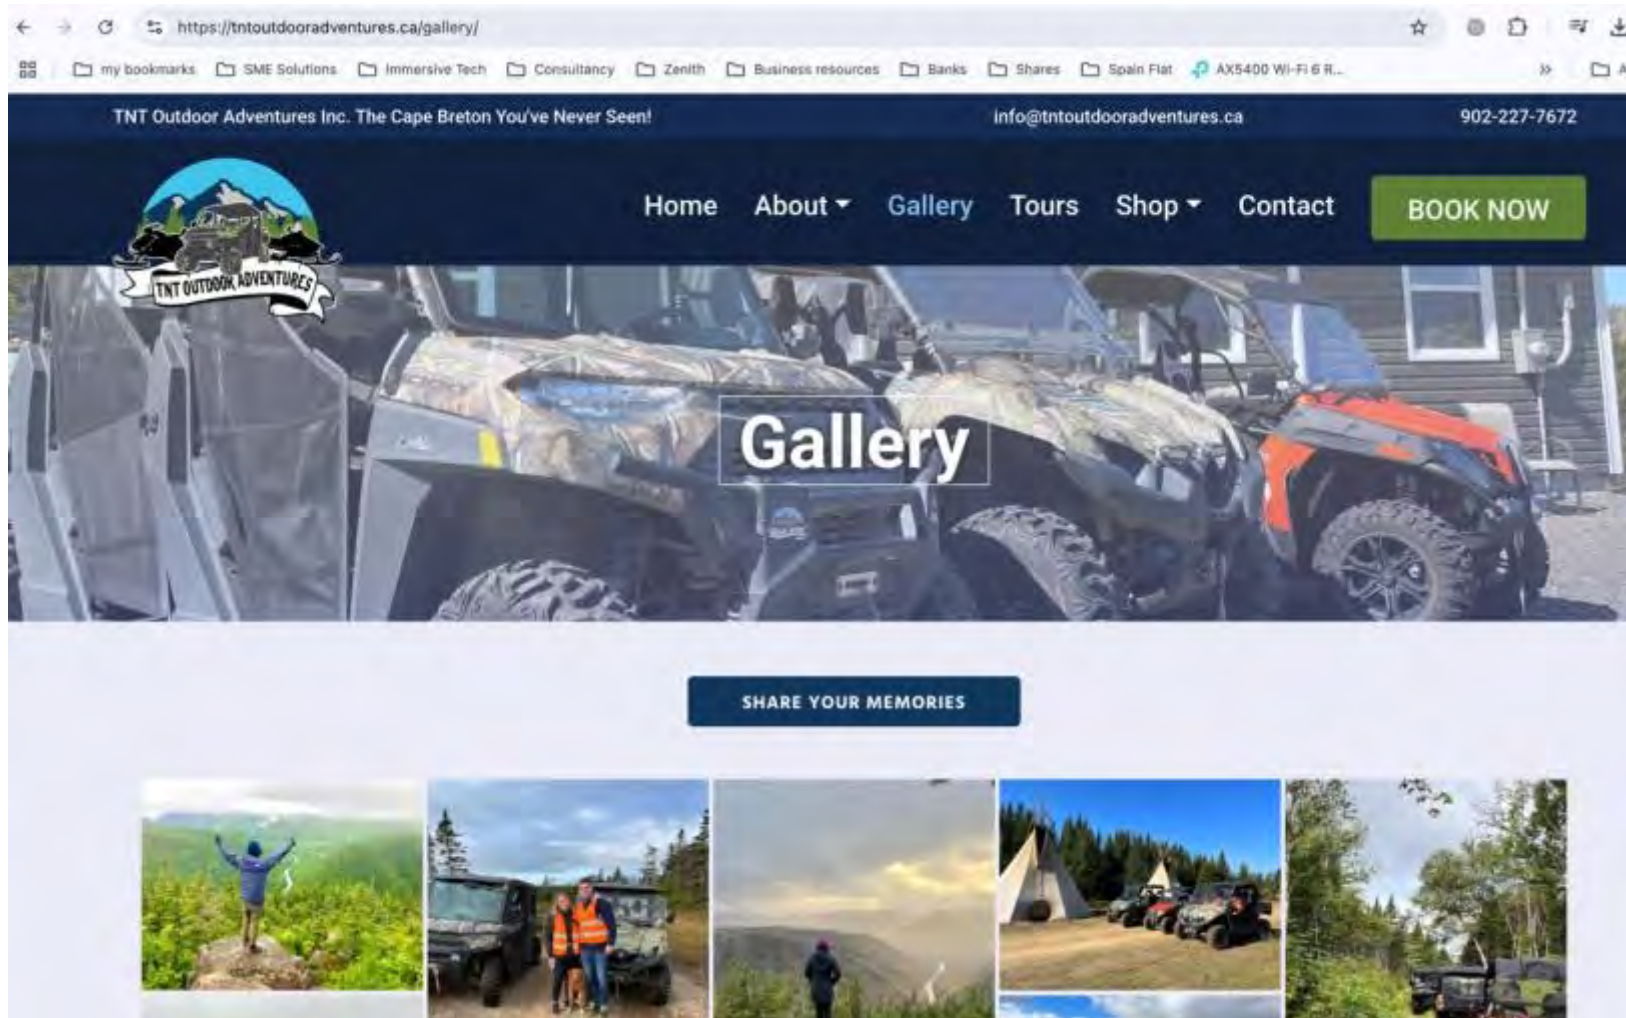 https://tntoutdooradventures.ca/gallery/
my bookmarks SME Solutions Immersive Tech Consultancy Zenith Business resources Banks Shares Spain Flat AX5400 Wi-Fi 6 R... » A
TNT Outdoor Adventures Inc. The Cape Breton You've Never Seen! info@tntoutdooradventures.ca 902-227-7672
Home About Gallery Tours Shop Contact BOOK NOW
TNT OUTDOOR ADVENTURES
Gallery
SHARE YOUR MEMORIES